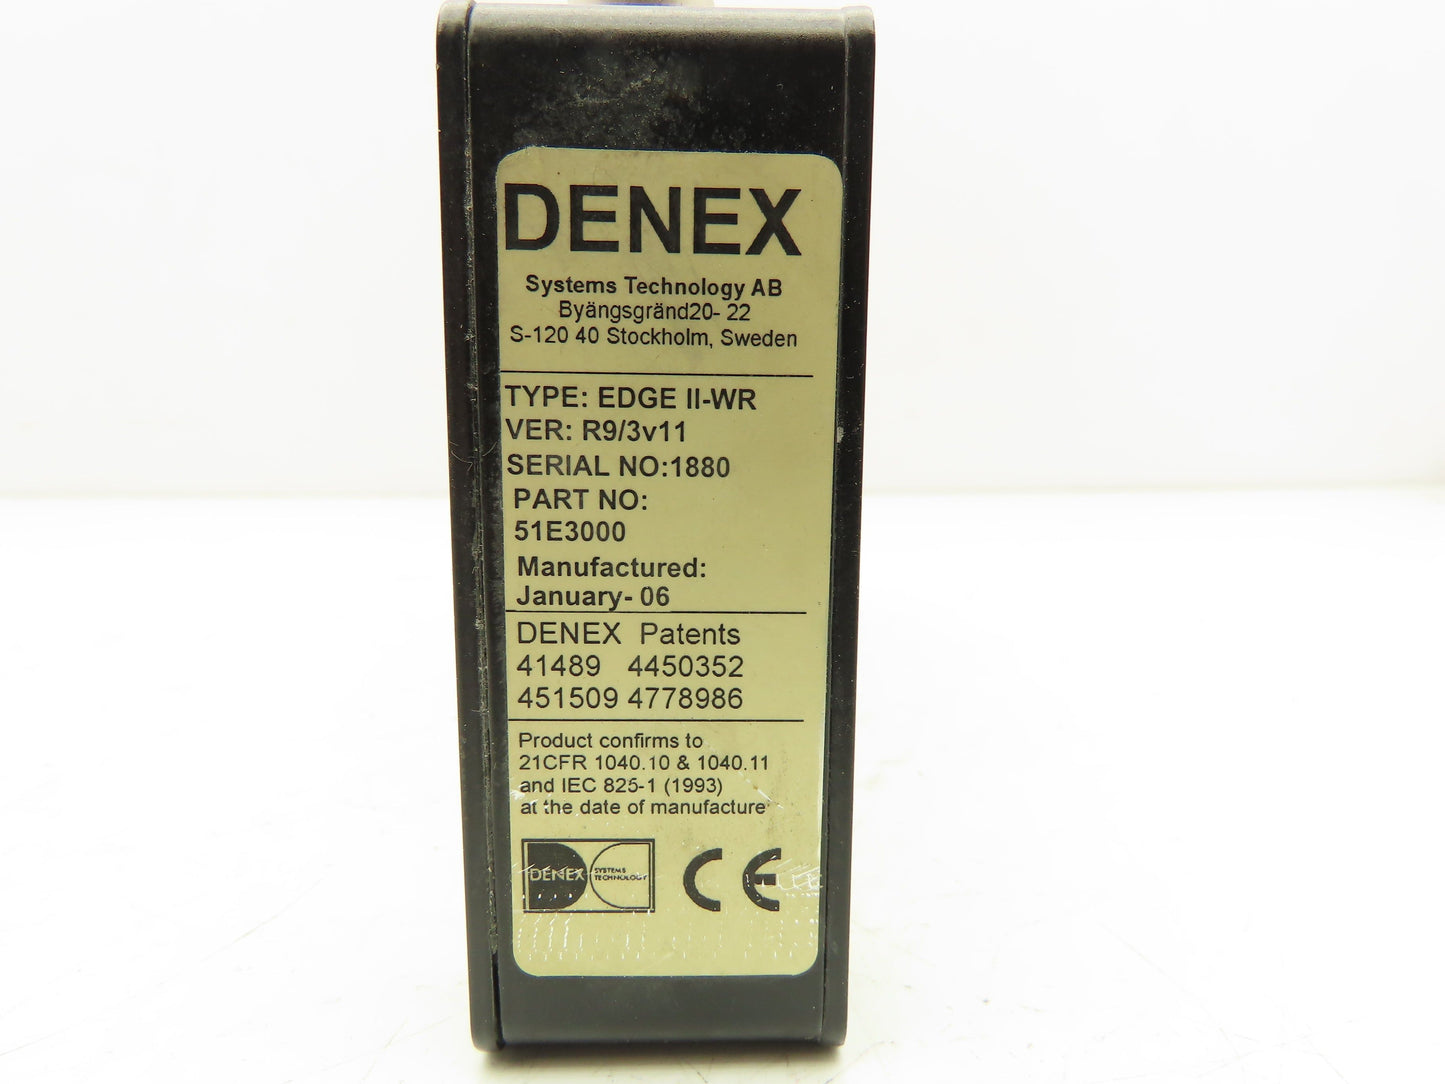 DENEX
Systems Technology AB
Byängsgränd20- 22
S-120 40 Stockholm, Sweden
TYPE: EDGE II-WR
VER: R9/3v11
SERIAL NO:1880
PART NO:
51E3000
Manufactured:
January- 06
DENEX Patents
41489 4450352
451509 4778986
Product confirms to
21CFR 1040.10 & 1040.11
and IEC 825-1 (1993)
at the date of manufacture
DENEX SYSTEMS
TECHNOLOGY
CE